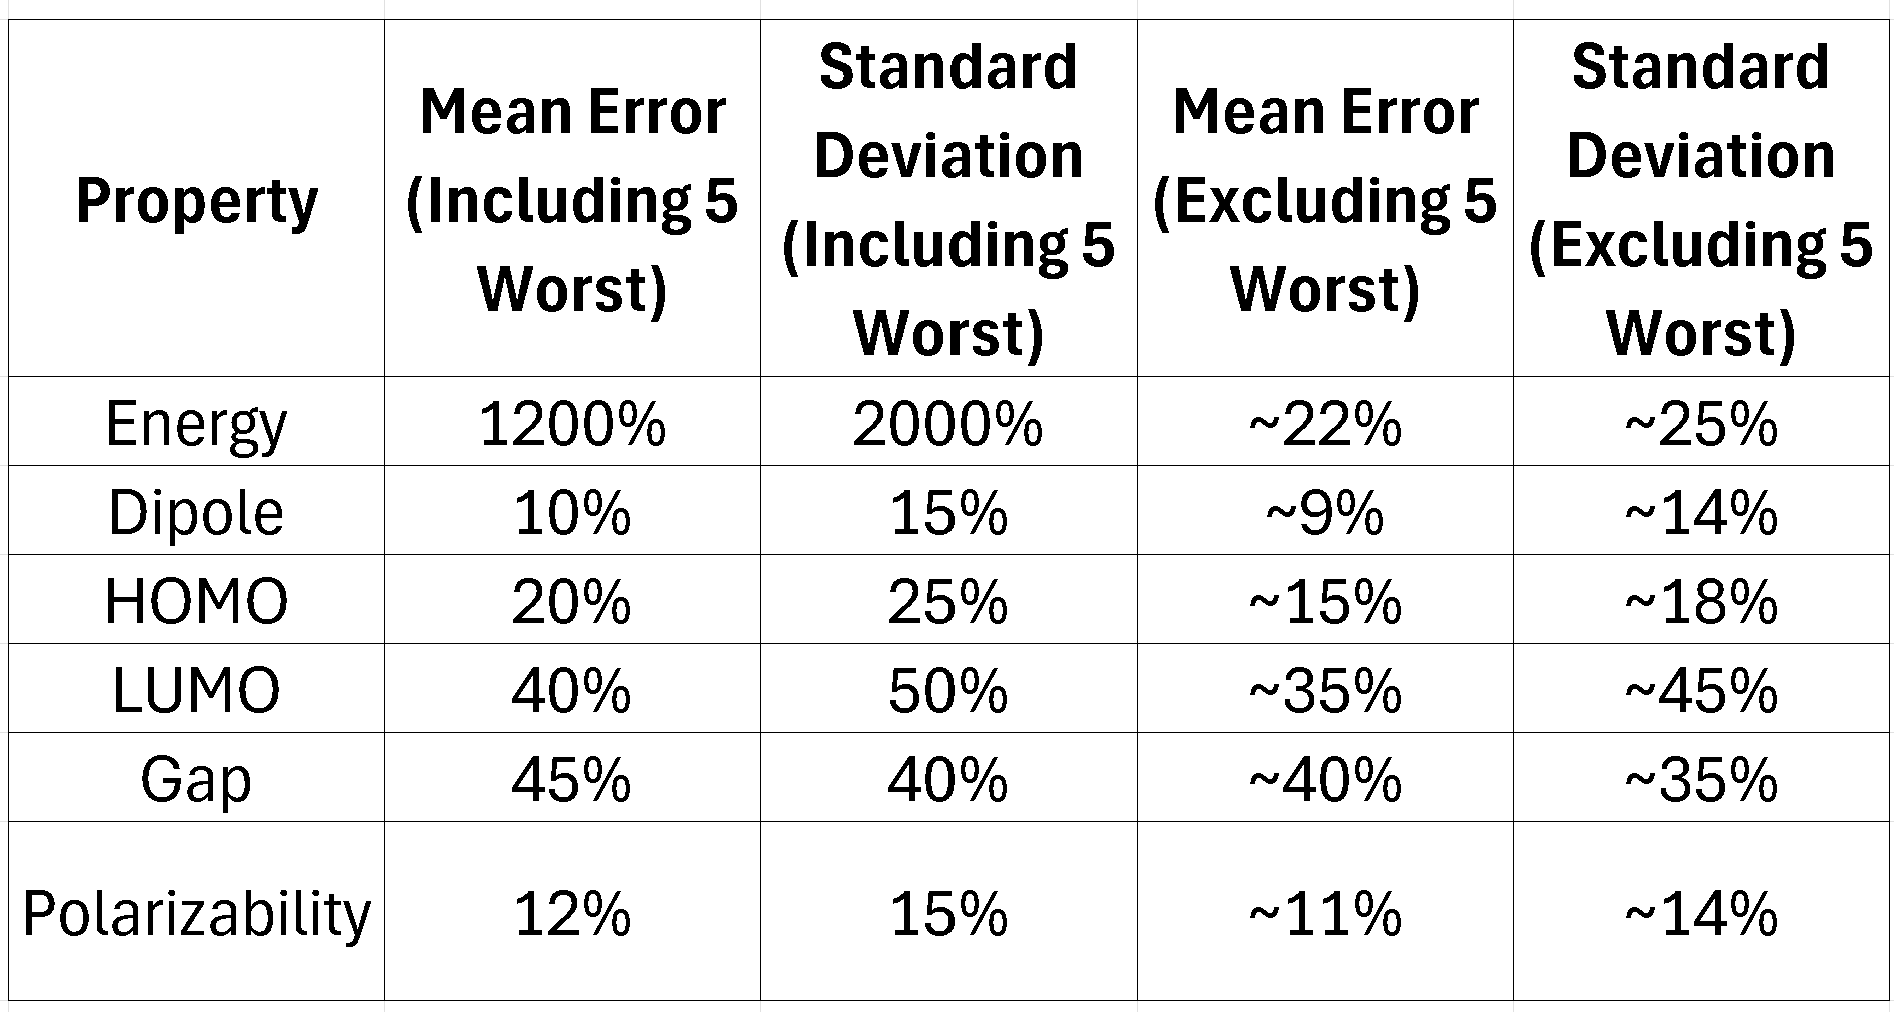 Property
Mean Error
(Including 5
Worst)
Standard
Deviation
(Including 5
Worst)
Mean Error
(Excluding 5
Worst)
Standard
Deviation
(Excluding 5
Worst)
Energy 1200% 2000% ~22% ~25%
Dipole 10% 15% ~9% ~14%
HOMO 20% 25% ~15% ~18%
LUMO 40% 50% ~35% ~45%
Gap 45% 40% ~40% ~35%
Polarizability 12% 15% ~11% ~14%